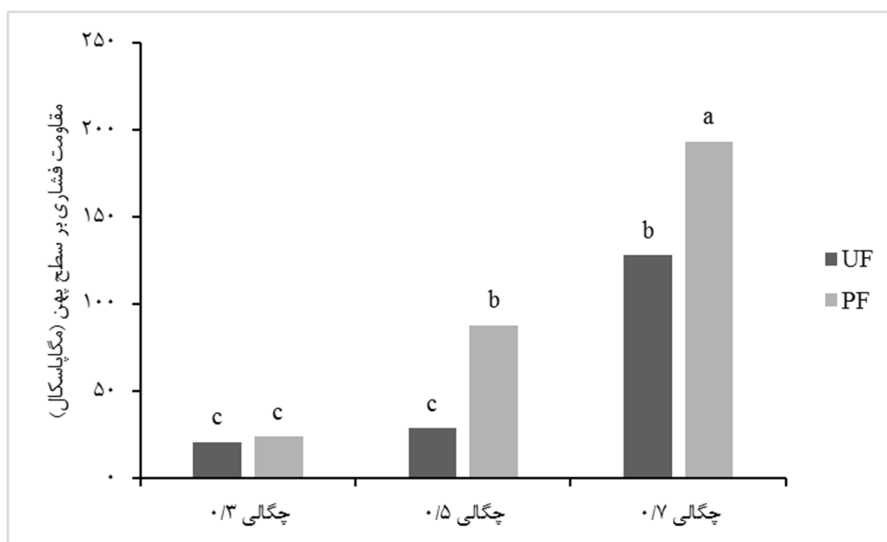 مقاومت فشاری بر سطح پهن (مگاپاسکال)
۲۵۰
۲۰۰
۱۵۰
۱۰۰
۵۰
۰
c
c
c
b
b
a
چگالی ۰/۳
چگالی ۰/۵
چگالی ۰/۷
UF
PF